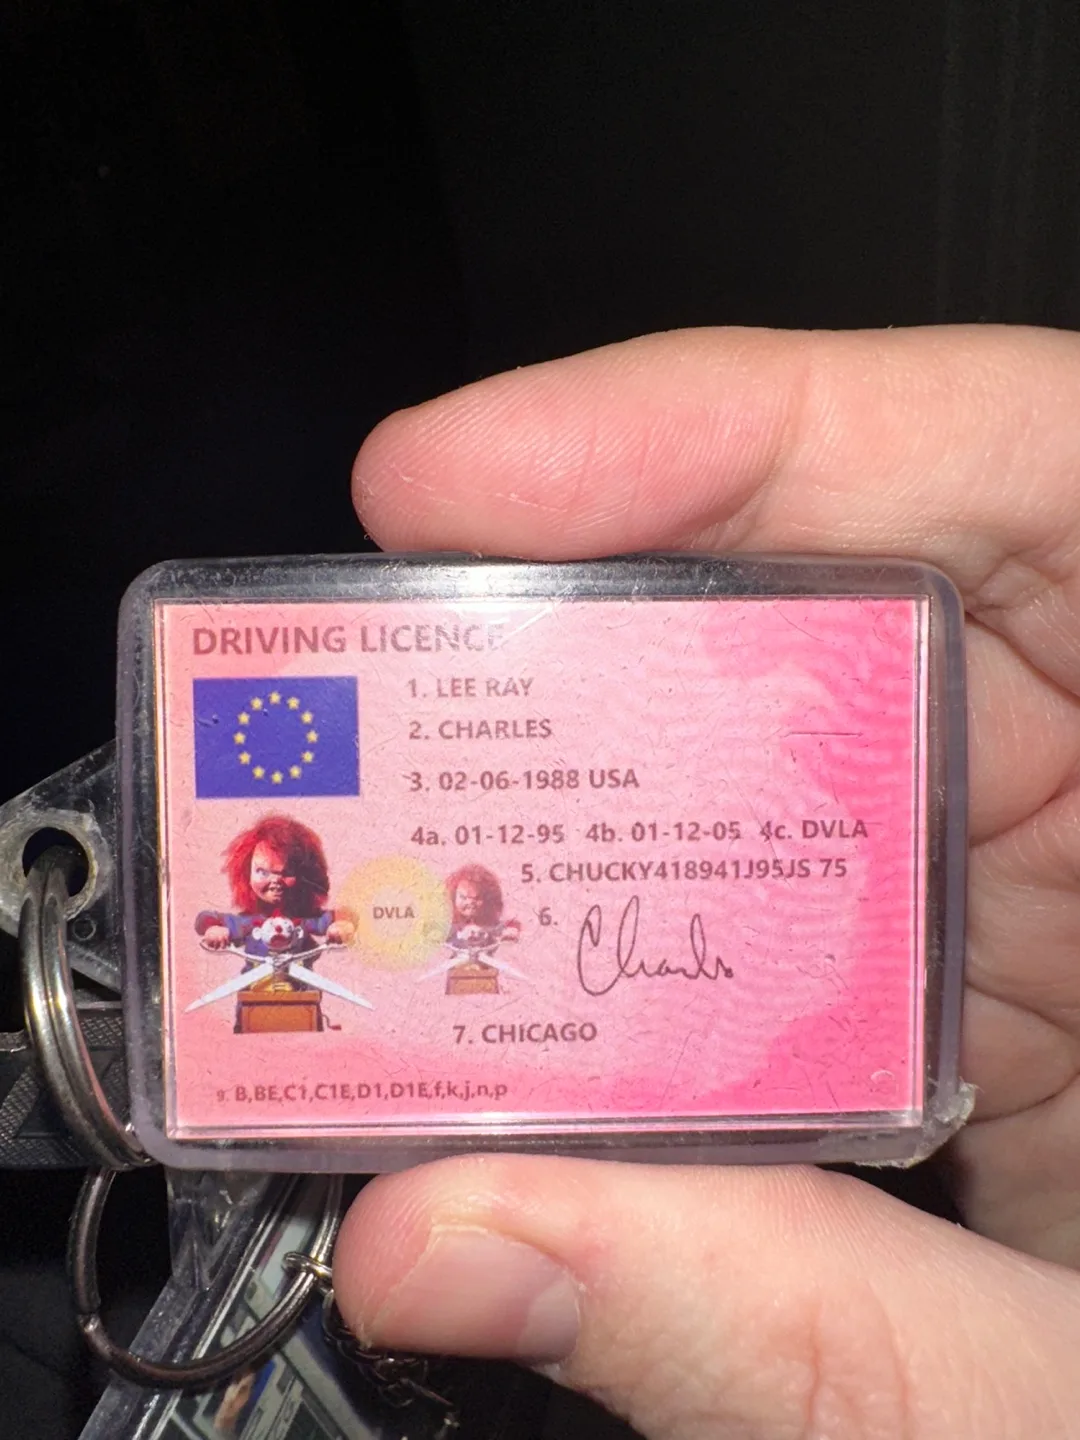 DRIVING LICENCE
1. LEE RAY
2. CHARLES
3. 02-06-1988 USA
4a. 01-12-95 4b. 01-12-05 4c. DVLA
5. CHUCKY418941J95JS 75
DVLA
6. Charles
7. CHICAGO
9. B,BE,C1,C1E,D1,D1E,f,k,j,n,p